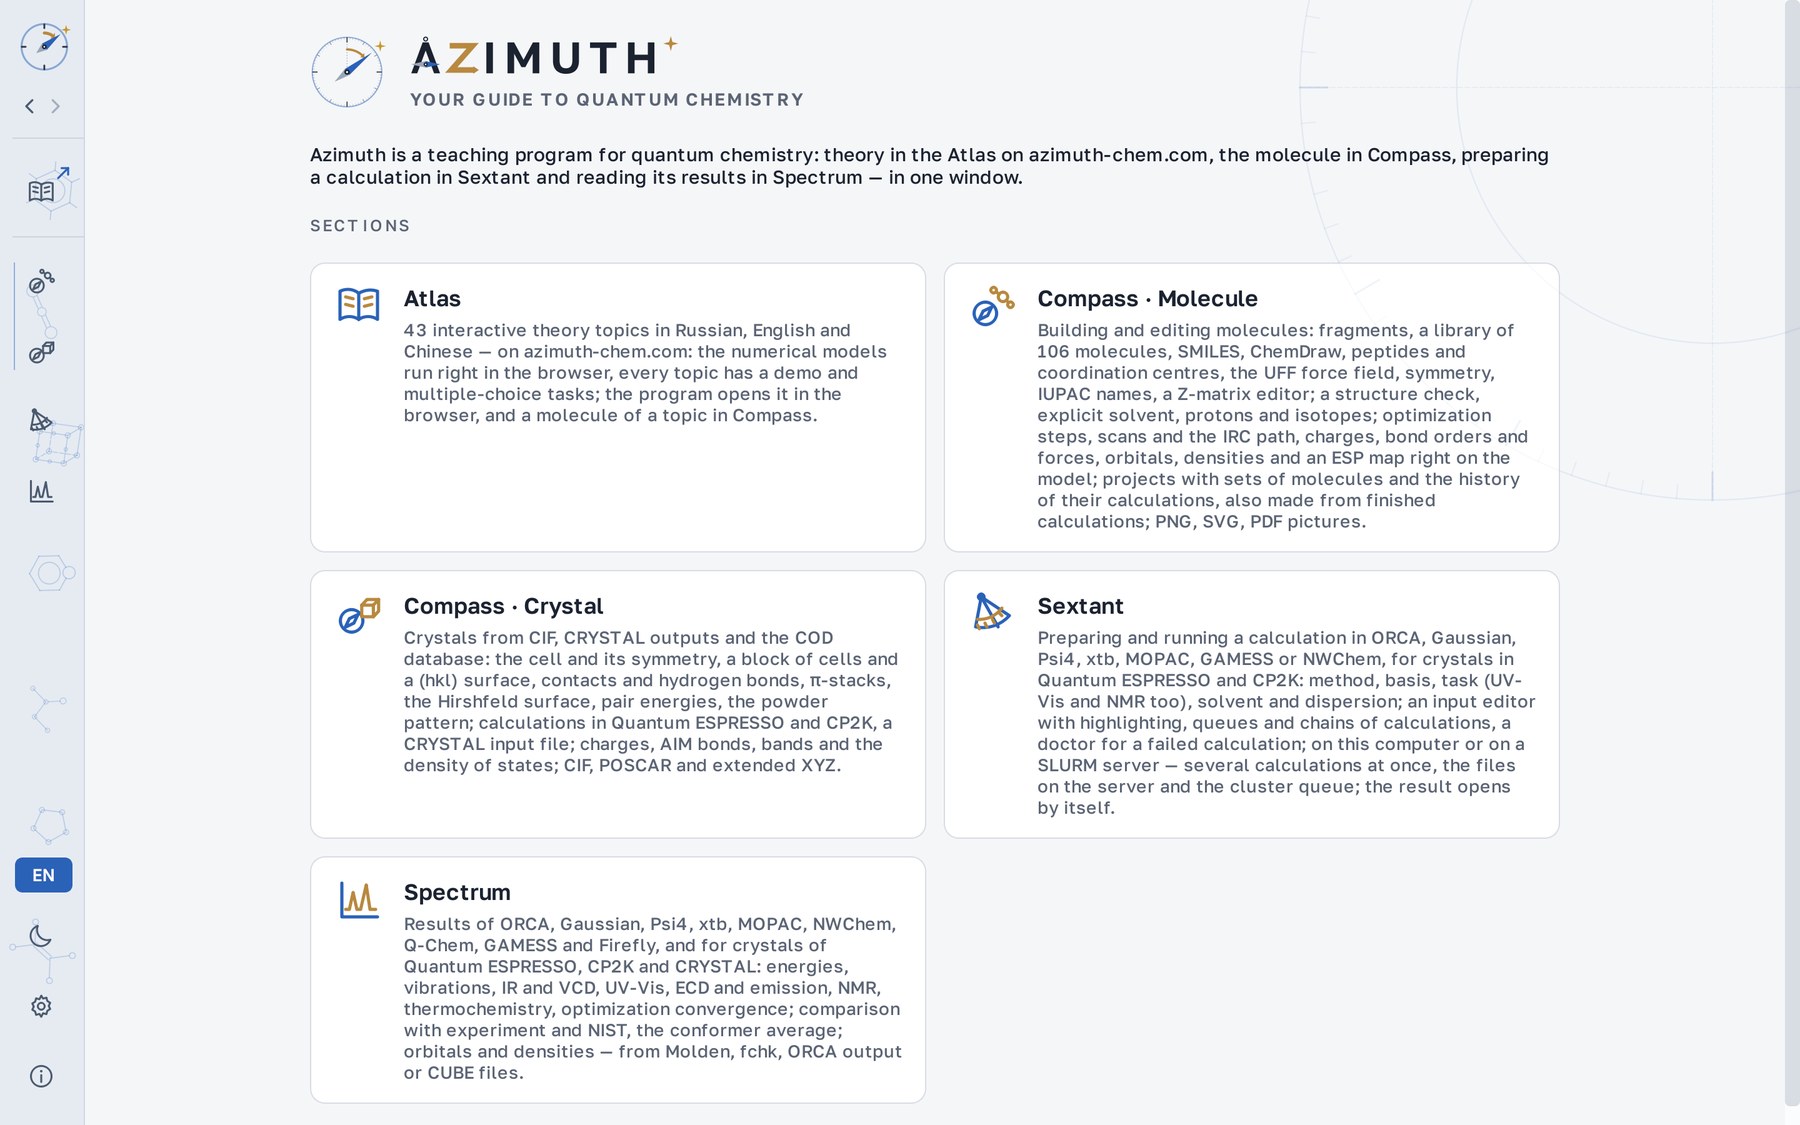 AZIMUTH
YOUR GUIDE TO QUANTUM CHEMISTRY
Azimuth is a teaching program for quantum chemistry: theory in the Atlas on azimuth-chem.com, the molecule in Compass, preparing
a calculation in Sextant and reading its results in Spectrum — in one window.
SECTIONS
Atlas
43 interactive theory topics in Russian, English and
Chinese — on azimuth-chem.com: the numerical models
run right in the browser, every topic has a demo and
multiple-choice tasks; the program opens it in the
browser, and a molecule of a topic in Compass.
Compass · Molecule
Building and editing molecules: fragments, a library of
106 molecules, SMILES, ChemDraw, peptides and
coordination centres, the UFF force field, symmetry,
IUPAC names, a Z-matrix editor; a structure check,
explicit solvent, protons and isotopes; optimization
steps, scans and the IRC path, charges, bond orders and
forces, orbitals, densities and an ESP map right on the
model; projects with sets of molecules and the history
of their calculations, also made from finished
calculations; PNG, SVG, PDF pictures.
Compass · Crystal
Crystals from CIF, CRYSTAL outputs and the COD
database: the cell and its symmetry, a block of cells and
a (hkl) surface, contacts and hydrogen bonds, π-stacks,
the Hirshfeld surface, pair energies, the powder
pattern; calculations in Quantum ESPRESSO and CP2K, a
CRYSTAL input file; charges, AIM bonds, bands and the
density of states; CIF, POSCAR and extended XYZ.
Sextant
Preparing and running a calculation in ORCA, Gaussian,
Psi4, xtb, MOPAC, GAMESS or NWChem, for crystals in
Quantum ESPRESSO and CP2K: method, basis, task (UV-
Vis and NMR too), solvent and dispersion; an input editor
with highlighting, queues and chains of calculations, a
doctor for a failed calculation; on this computer or on a
SLURM server — several calculations at once, the files
on the server and the cluster queue; the result opens
by itself.
EN
Spectrum
Results of ORCA, Gaussian, Psi4, xtb, MOPAC, NWChem,
Q-Chem, GAMESS and Firefly, and for crystals of
Quantum ESPRESSO, CP2K and CRYSTAL: energies,
vibrations, IR and VCD, UV-Vis, ECD and emission, NMR,
thermochemistry, optimization convergence; comparison
with experiment and NIST, the conformer average;
orbitals and densities — from Molden, fchk, ORCA output
or CUBE files.